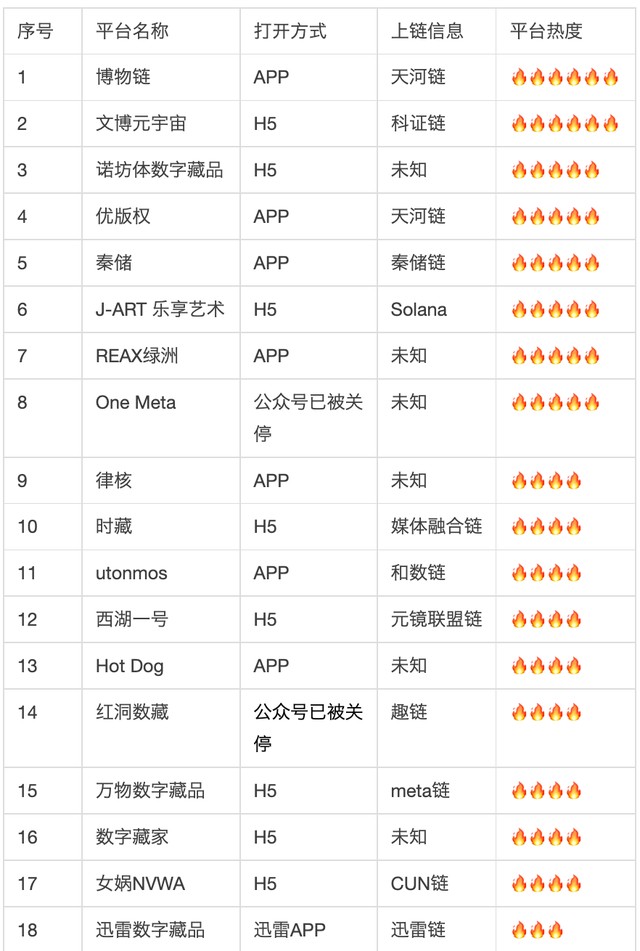 序号 平台名称 打开方式 上链信息 平台热度
1 博物链 APP 天河链 🔥🔥🔥🔥🔥🔥
2 文博元宇宙 H5 科证链 🔥🔥🔥🔥🔥🔥
3 诺坊体数字藏品 H5 未知 🔥🔥🔥🔥🔥
4 优版权 APP 天河链 🔥🔥🔥🔥🔥
5 秦储 APP 秦储链 🔥🔥🔥🔥🔥
6 J-ART 乐享艺术 H5 Solana 🔥🔥🔥🔥🔥
7 REAX绿洲 APP 未知 🔥🔥🔥🔥🔥
8 One Meta 公众号已被关 未知 🔥🔥🔥🔥🔥
停
9 律核 APP 未知 🔥🔥🔥🔥
10 时藏 H5 媒体融合链 🔥🔥🔥🔥
11 utonmos APP 和数链 🔥🔥🔥🔥
12 西湖一号 H5 元镜联盟链 🔥🔥🔥🔥
13 Hot Dog APP 未知 🔥🔥🔥🔥
14 红洞数藏 公众号已被关 趣链 🔥🔥🔥🔥
停
15 万物数字藏品 H5 meta链 🔥🔥🔥🔥
16 数字藏家 H5 未知 🔥🔥🔥🔥
17 女娲NVWA H5 CUN链 🔥🔥🔥🔥
18 迅雷数字藏品 迅雷APP 迅雷链 🔥🔥🔥